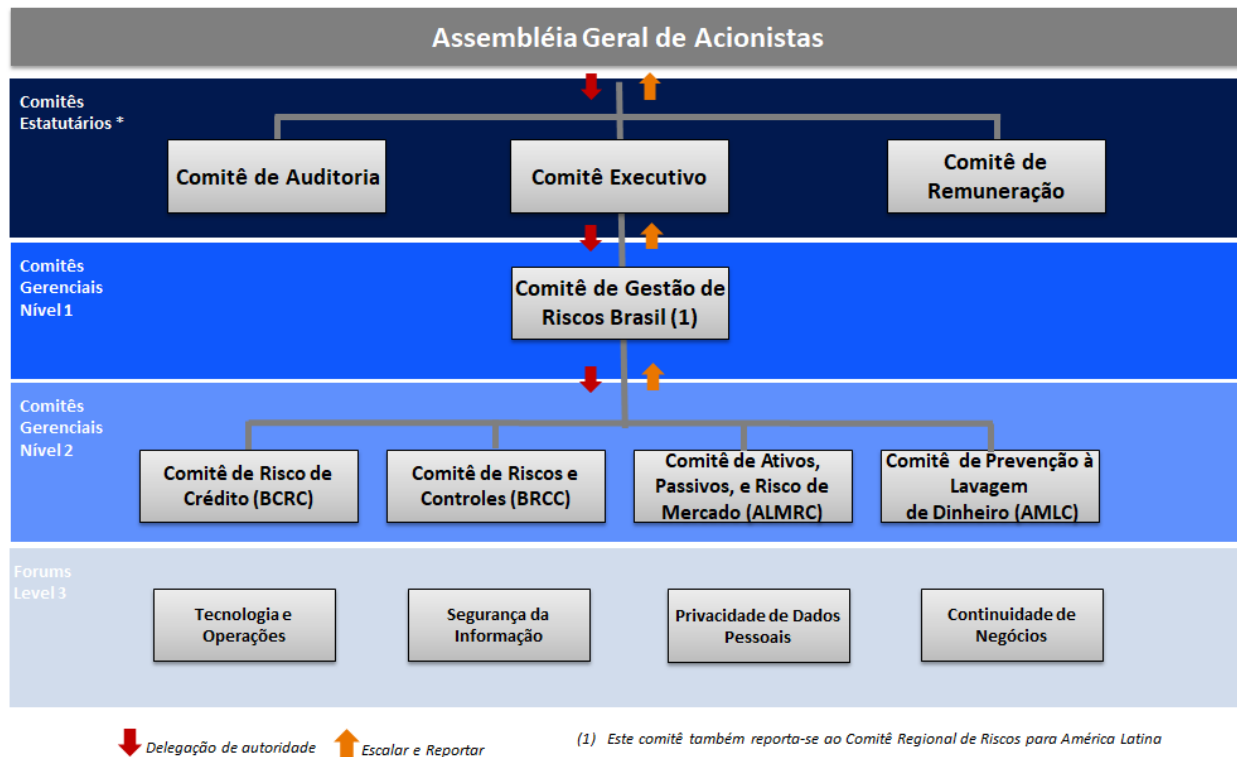 Assembléia Geral de Acionistas
Comitês
Estatutários *
Comitê de Auditoria
Comitê Executivo
Comitê de
Remuneração
Comitês
Gerenciais
Nível 1
Comitê de Gestão de
Riscos Brasil (1)
Comitês
Gerenciais
Nível 2
Comitê de Risco de
Crédito (BCRC)
Comitê de Riscos e
Controles (BRCC)
Comitê de Ativos,
Passivos, e Risco de
Mercado (ALMRC)
Comitê de Prevenção à
Lavagem
de Dinheiro (AMLC)
Forums
Level 3
Tecnologia e
Operações
Segurança da
Informação
Privacidade de Dados
Pessoais
Continuidade de
Negócios
Delegação de autoridade
Escalar e Reportar
(1) Este comitê também reporta-se ao Comitê Regional de Riscos para América Latina